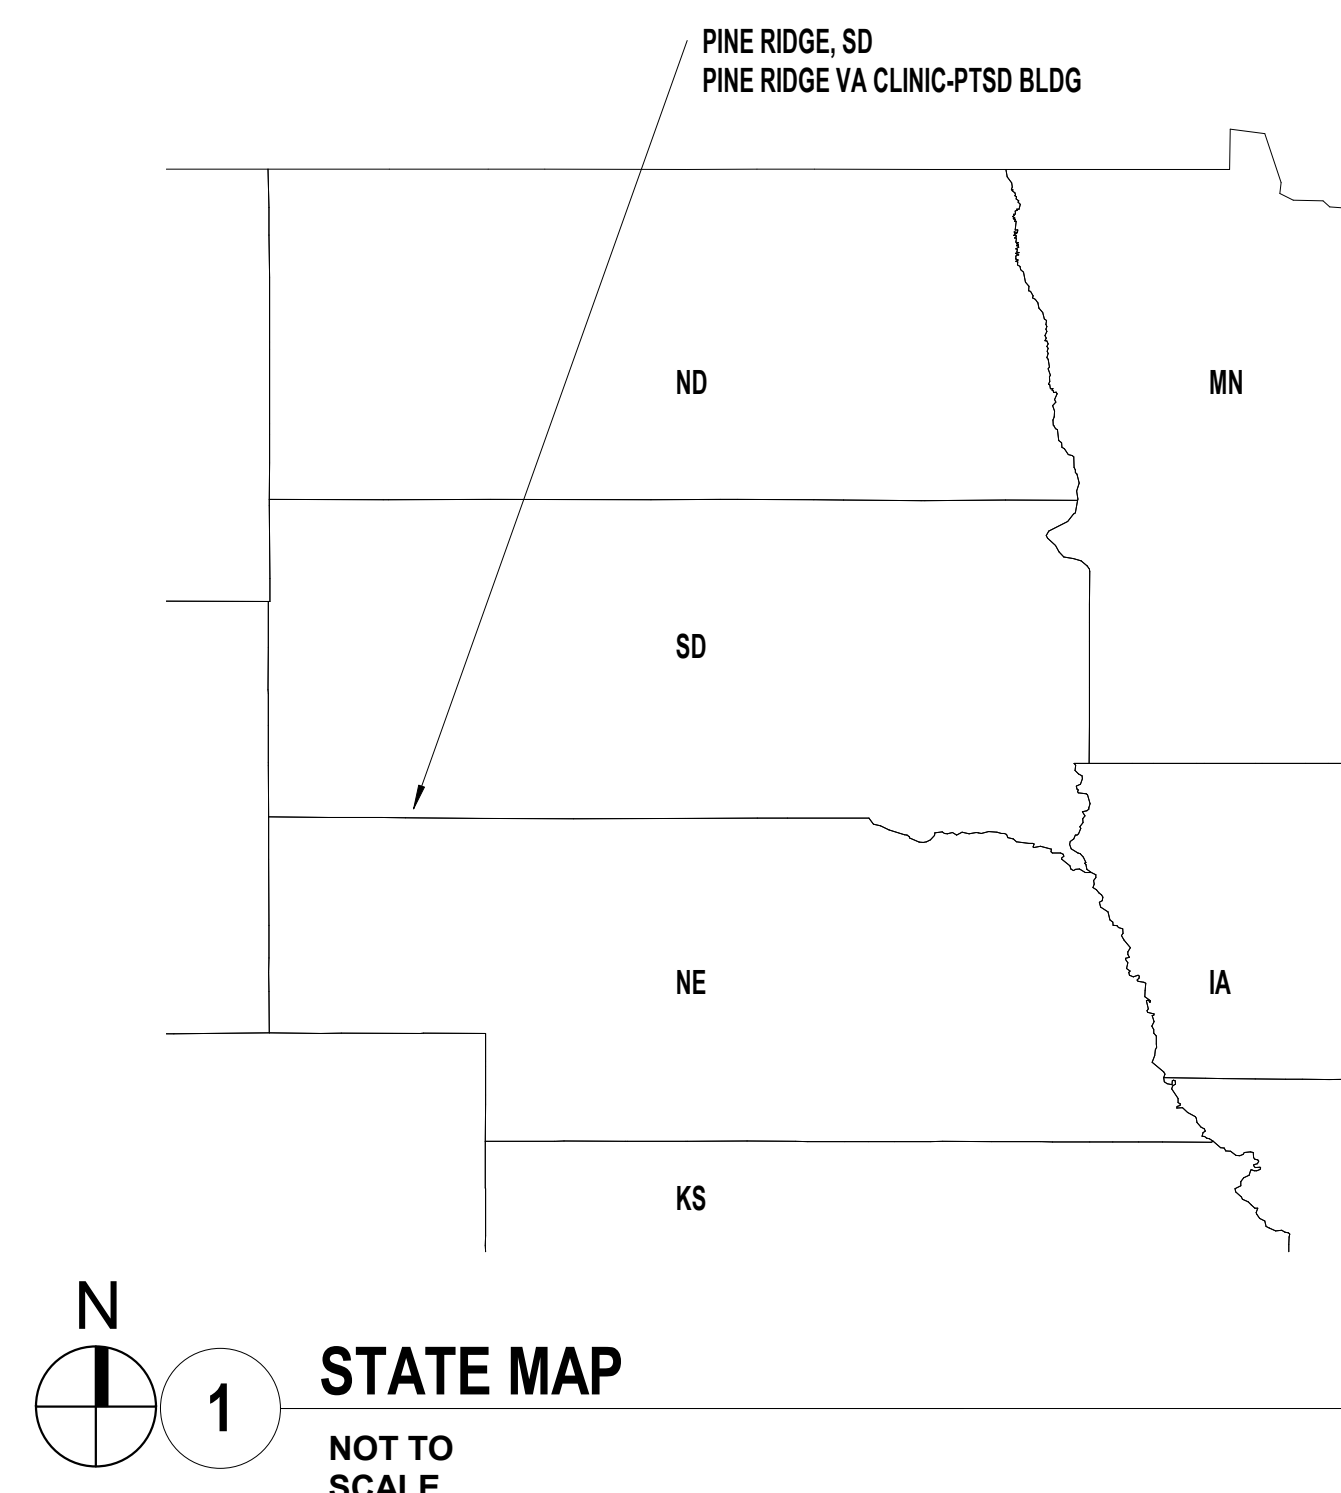 PINE RIDGE, SD
PINE RIDGE VA CLINIC-PTSD BLDG
ND
MN
SD
NE
IA
KS
N
1
STATE MAP
NOT TO
SCALE